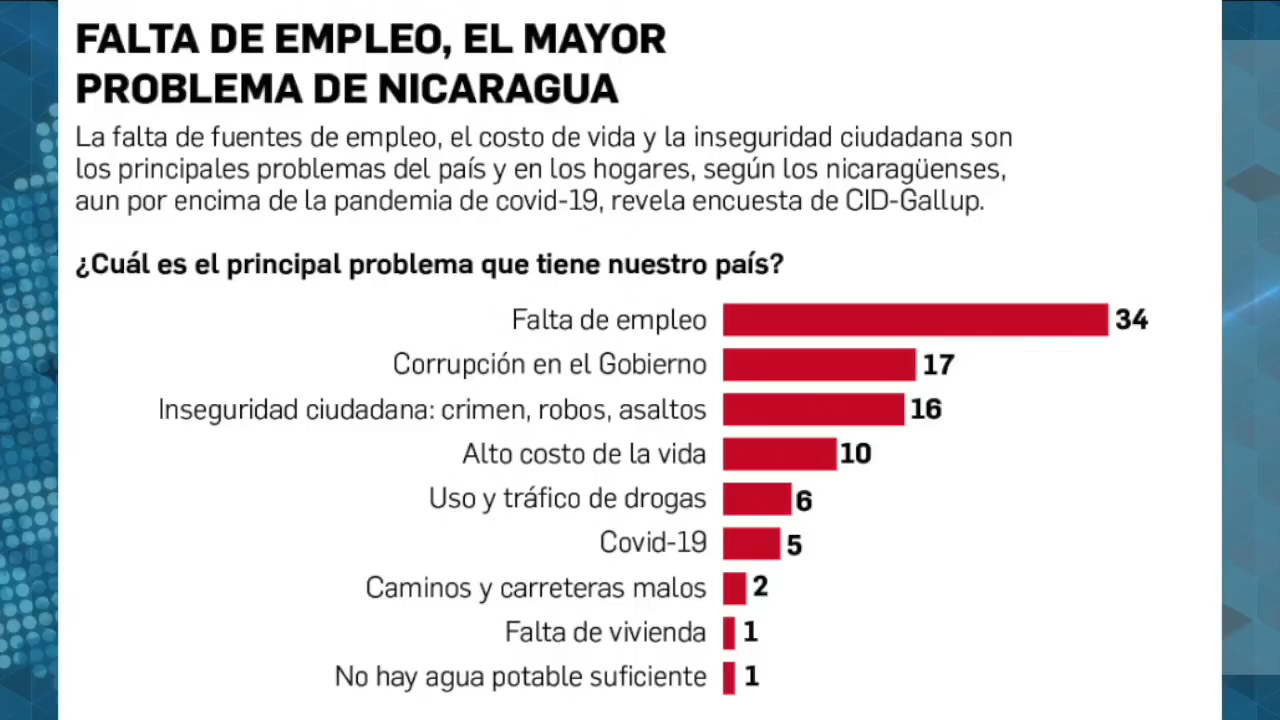 FALTA DE EMPLEO, EL MAYOR
PROBLEMA DE NICARAGUA
La falta de fuentes de empleo, el costo de vida y la inseguridad ciudadana son
los principales problemas del país y en los hogares, según los nicaragüenses,
aun por encima de la pandemia de covid-19, revela encuesta de CID-Gallup.
¿Cuál es el principal problema que tiene nuestro país?
Falta de empleo 34
Corrupción en el Gobierno 17
Inseguridad ciudadana: crimen, robos, asaltos 16
Alto costo de la vida 10
Uso y tráfico de drogas 6
Covid-19 5
Caminos y carreteras malos 2
Falta de vivienda 1
No hay agua potable suficiente 1